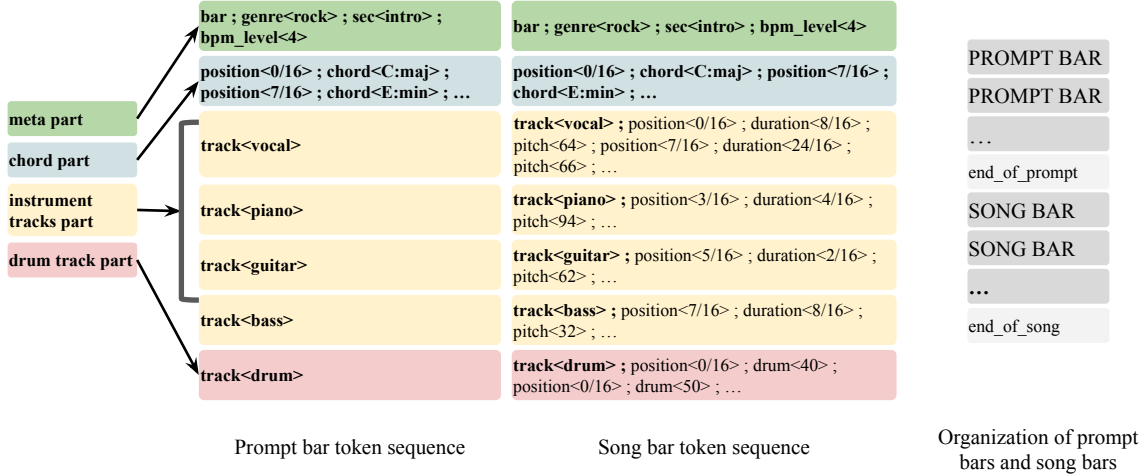 meta part
chord part
instrument
tracks part
drum track part
bar ; genre<rock> ; sec<intro> ;
bpm_level<4>
position<0/16> ; chord<C:maj> ;
position<7/16> ; chord<E:min> ; …
track<vocal>
track<piano>
track<guitar>
track<bass>
track<drum>
Prompt bar token sequence
bar ; genre<rock> ; sec<intro> ; bpm_level<4>
position<0/16> ; chord<C:maj> ; position<7/16> ;
chord<E:min> ; …
track<vocal> ; position<0/16> ; duration<8/16> ;
pitch<64> ; position<7/16> ; duration<24/16> ;
pitch<66> ; …
track<piano> ; position<3/16> ; duration<4/16> ;
pitch<94> ; …
track<guitar> ; position<5/16> ; duration<2/16> ;
pitch<62> ; …
track<bass> ; position<7/16> ; duration<8/16> ;
pitch<32> ; …
track<drum> ; position<0/16> ; drum<40> ;
position<0/16> ; drum<50> ; …
Song bar token sequence
PROMPT BAR
PROMPT BAR
…
end_of_prompt
SONG BAR
SONG BAR
…
end_of_song
Organization of prompt
bars and song bars